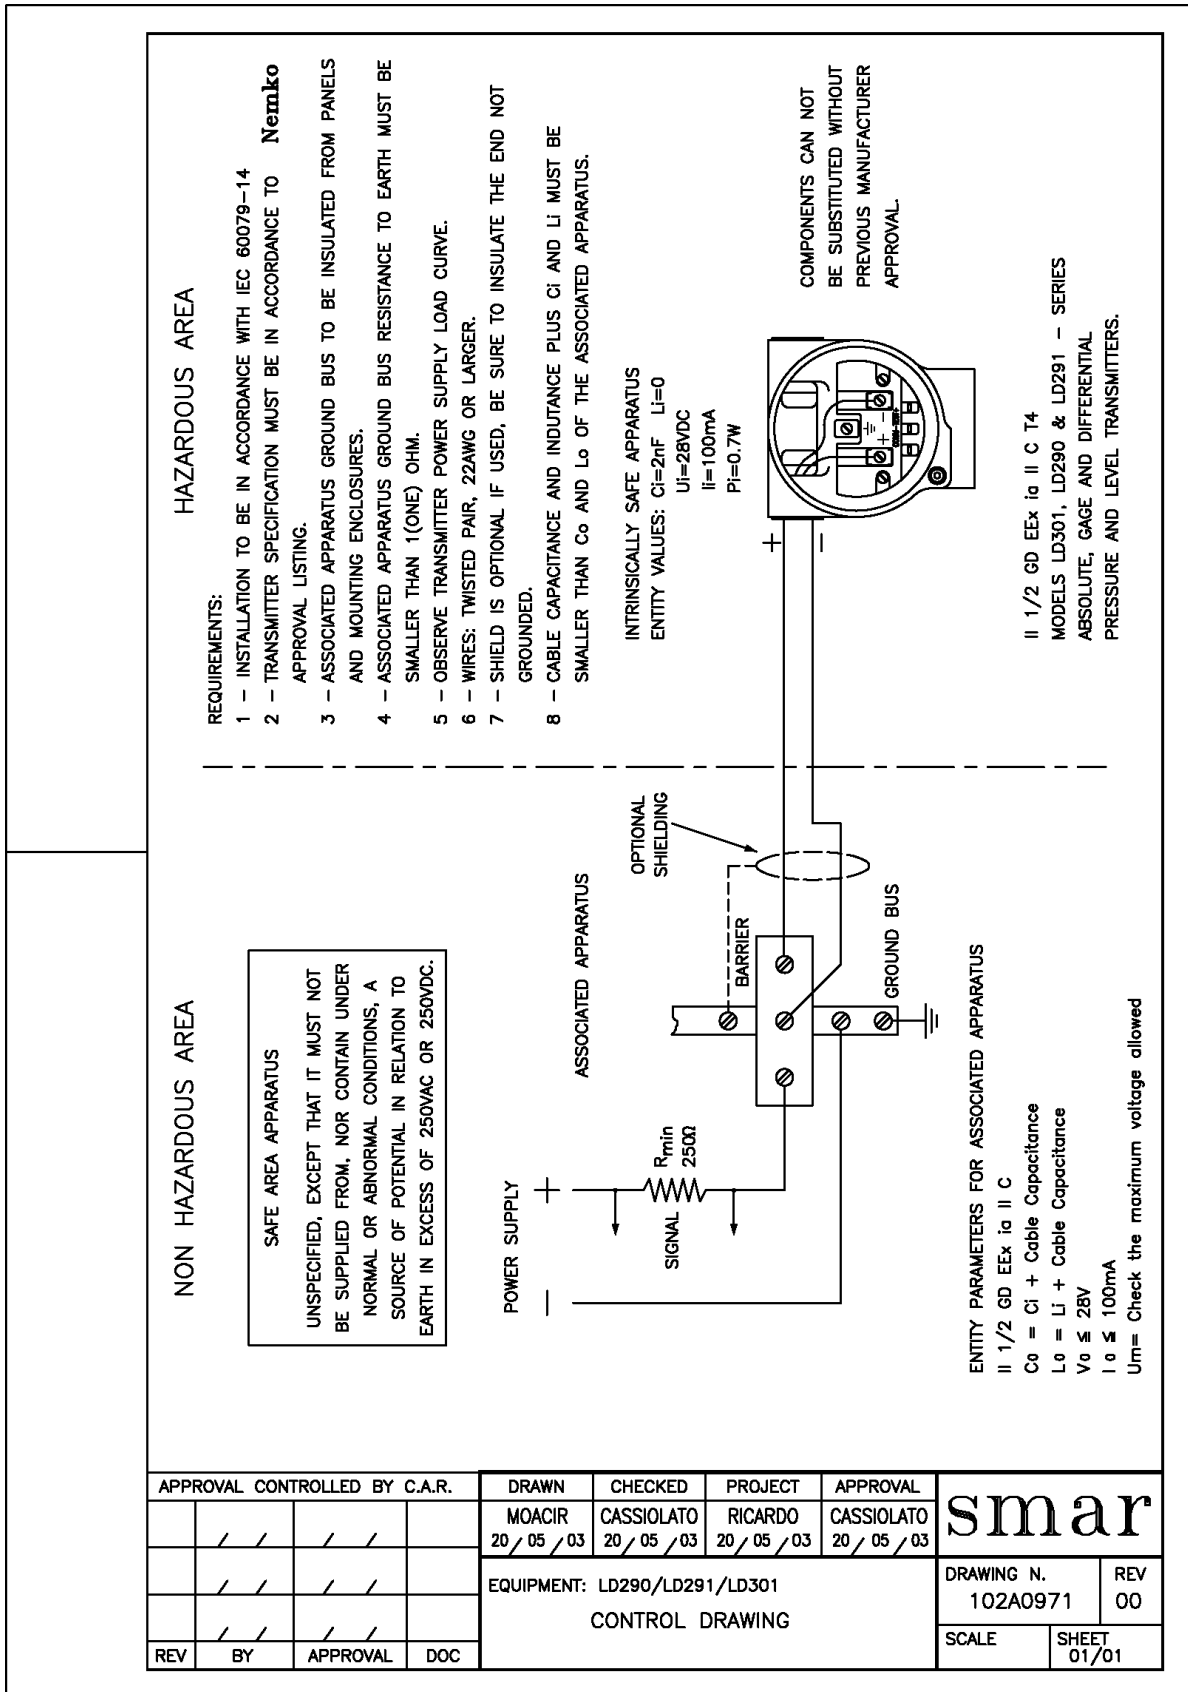 HAZARDOUS AREA
REQUIREMENTS:
1 – INSTALLATION TO BE IN ACCORDANCE WITH IEC 60079–14
2 – TRANSMITTER SPECIFICATION MUST BE IN ACCORDANCE TO Nemko
APPROVAL LISTING.
3 – ASSOCIATED APPARATUS GROUND BUS TO BE INSULATED FROM PANELS
AND MOUNTING ENCLOSURES.
4 – ASSOCIATED APPARATUS GROUND BUS RESISTANCE TO EARTH MUST BE
SMALLER THAN 1(ONE) OHM.
5 – OBSERVE TRANSMITTER POWER SUPPLY LOAD CURVE.
6 – WIRES: TWISTED PAIR, 22AWG OR LARGER.
7 – SHIELD IS OPTIONAL IF USED, BE SURE TO INSULATE THE END NOT
GROUNDED.
8 – CABLE CAPACITANCE AND INDUTANCE PLUS Ci AND Li MUST BE
SMALLER THAN Co AND Lo OF THE ASSOCIATED APPARATUS.
INTRINSICALLY SAFE APPARATUS
ENTITY VALUES: Ci=2nF Li=0
Ui=28VDC
Ii=100mA
Pi=0.7W
COMPONENTS CAN NOT
BE SUBSTITUTED WITHOUT
PREVIOUS MANUFACTURER
APPROVAL.
+
–
+ –
II 1/2 GD EEx ia II C T4
MODELS LD301, LD290 & LD291 – SERIES
ABSOLUTE, GAGE AND DIFFERENTIAL
PRESSURE AND LEVEL TRANSMITTERS.
NON HAZARDOUS AREA
SAFE AREA APPARATUS
UNSPECIFIED, EXCEPT THAT IT MUST NOT
BE SUPPLIED FROM, NOR CONTAIN UNDER
NORMAL OR ABNORMAL CONDITIONS, A
SOURCE OF POTENTIAL IN RELATION TO
EARTH IN EXCESS OF 250VAC OR 250VDC.
POWER SUPPLY
– +
SIGNAL
Rmin
250Ω
ASSOCIATED APPARATUS
OPTIONAL
SHIELDING
BARRIER
GROUND BUS
ENTITY PARAMETERS FOR ASSOCIATED APPARATUS
II 1/2 GD EEx ia II C
Co = Ci + Cable Capacitance
Lo = Li + Cable Capacitance
Vo ≤ 28V
Io ≤ 100mA
Um= Check the maximum voltage allowed
APPROVAL CONTROLLED BY C.A.R.
/ / / /
/ / / /
/ / / /
REV BY APPROVAL DOC
DRAWN CHECKED PROJECT APPROVAL
MOACIR CASSIOLATO RICARDO CASSIOLATO
20 / 05 / 03 20 / 05 / 03 20 / 05 / 03 20 / 05 / 03
EQUIPMENT: LD290/LD291/LD301
CONTROL DRAWING
smar
DRAWING N. REV
102A0971 00
SCALE SHEET
01/01